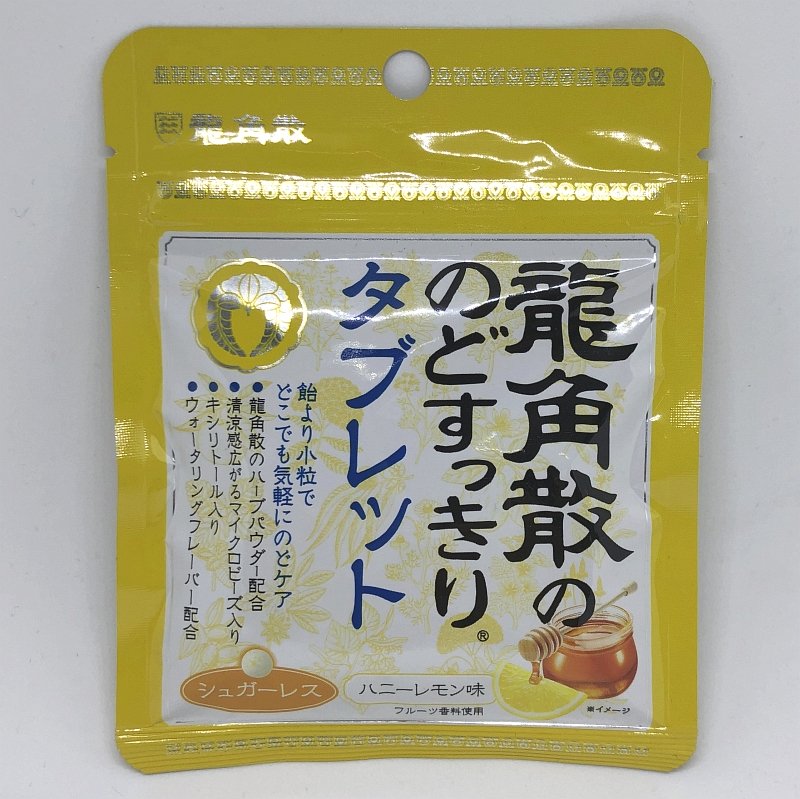 龍角散
龍角散の
のどすっきり®
タブレット
飴より小粒で
どこでも気軽にのどケア
●龍角散のハーブパウダー配合
●清涼感広がるマイクロビーズ入り
●キシリトール入り
●ウォータリングフレーバー配合
シュガーレス
ハニーレモン味
フルーツ香料使用
※イメージ